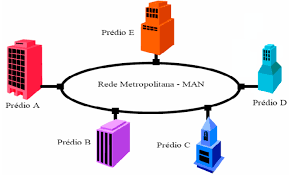 Prédio E
Rede Metropolitana - MAN
Prédio A
Prédio D
Prédio B
Prédio C